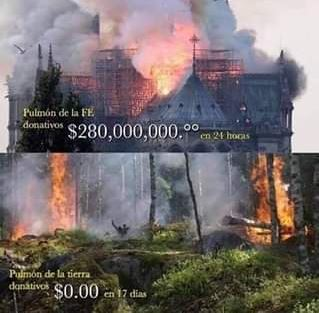 Pulmón de la FE
donativos $280,000,000.ºº en 24 horas
Pulmón de la tierra
donativos $0.00 en 17 días